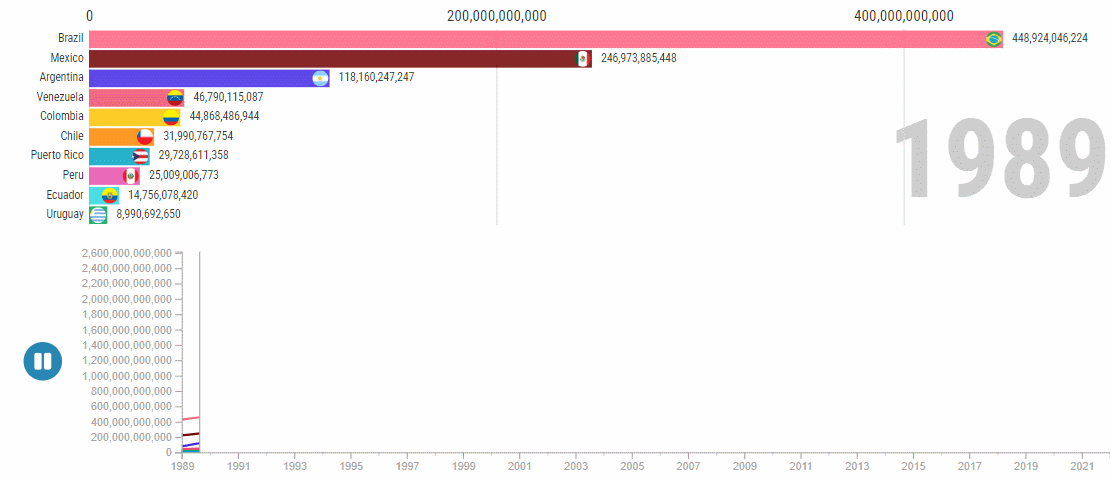 0 200,000,000,000 400,000,000,000
Brazil 448,924,046,224
Mexico 246,973,885,448
Argentina 118,160,247,247
Venezuela 46,790,115,087
Colombia 44,868,486,944
Chile 31,990,767,754
Puerto Rico 29,728,611,358
Peru 25,009,006,773
Ecuador 14,756,078,420
Uruguay 8,990,692,650
1989
2,600,000,000,000
2,400,000,000,000
2,200,000,000,000
2,000,000,000,000
1,800,000,000,000
1,600,000,000,000
1,400,000,000,000
1,200,000,000,000
1,000,000,000,000
800,000,000,000
600,000,000,000
400,000,000,000
200,000,000,000
0
1989 1991 1993 1995 1997 1999 2001 2003 2005 2007 2009 2011 2013 2015 2017 2019 2021